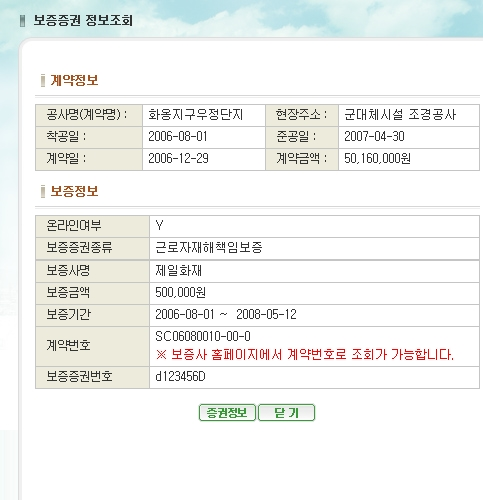 보증증권 정보조회
계약정보
공사명(계약명) : 화옹지구우정단지 현장주소 : 군대체시설 조경공사
착공일 : 2006-08-01 준공일 : 2007-04-30
계약일 : 2006-12-29 계약금액 : 50,160,000원
보증정보
온라인여부 Y
보증증권종류 근로자재해책임보증
보증사명 제일화재
보증금액 500,000원
보증기간 2006-08-01 ~ 2008-05-12
계약번호 SC06080010-00-0
※ 보증사 홈페이지에서 계약번호로 조회가 가능합니다.
보증증권번호 d123456D
증권정보 닫 기